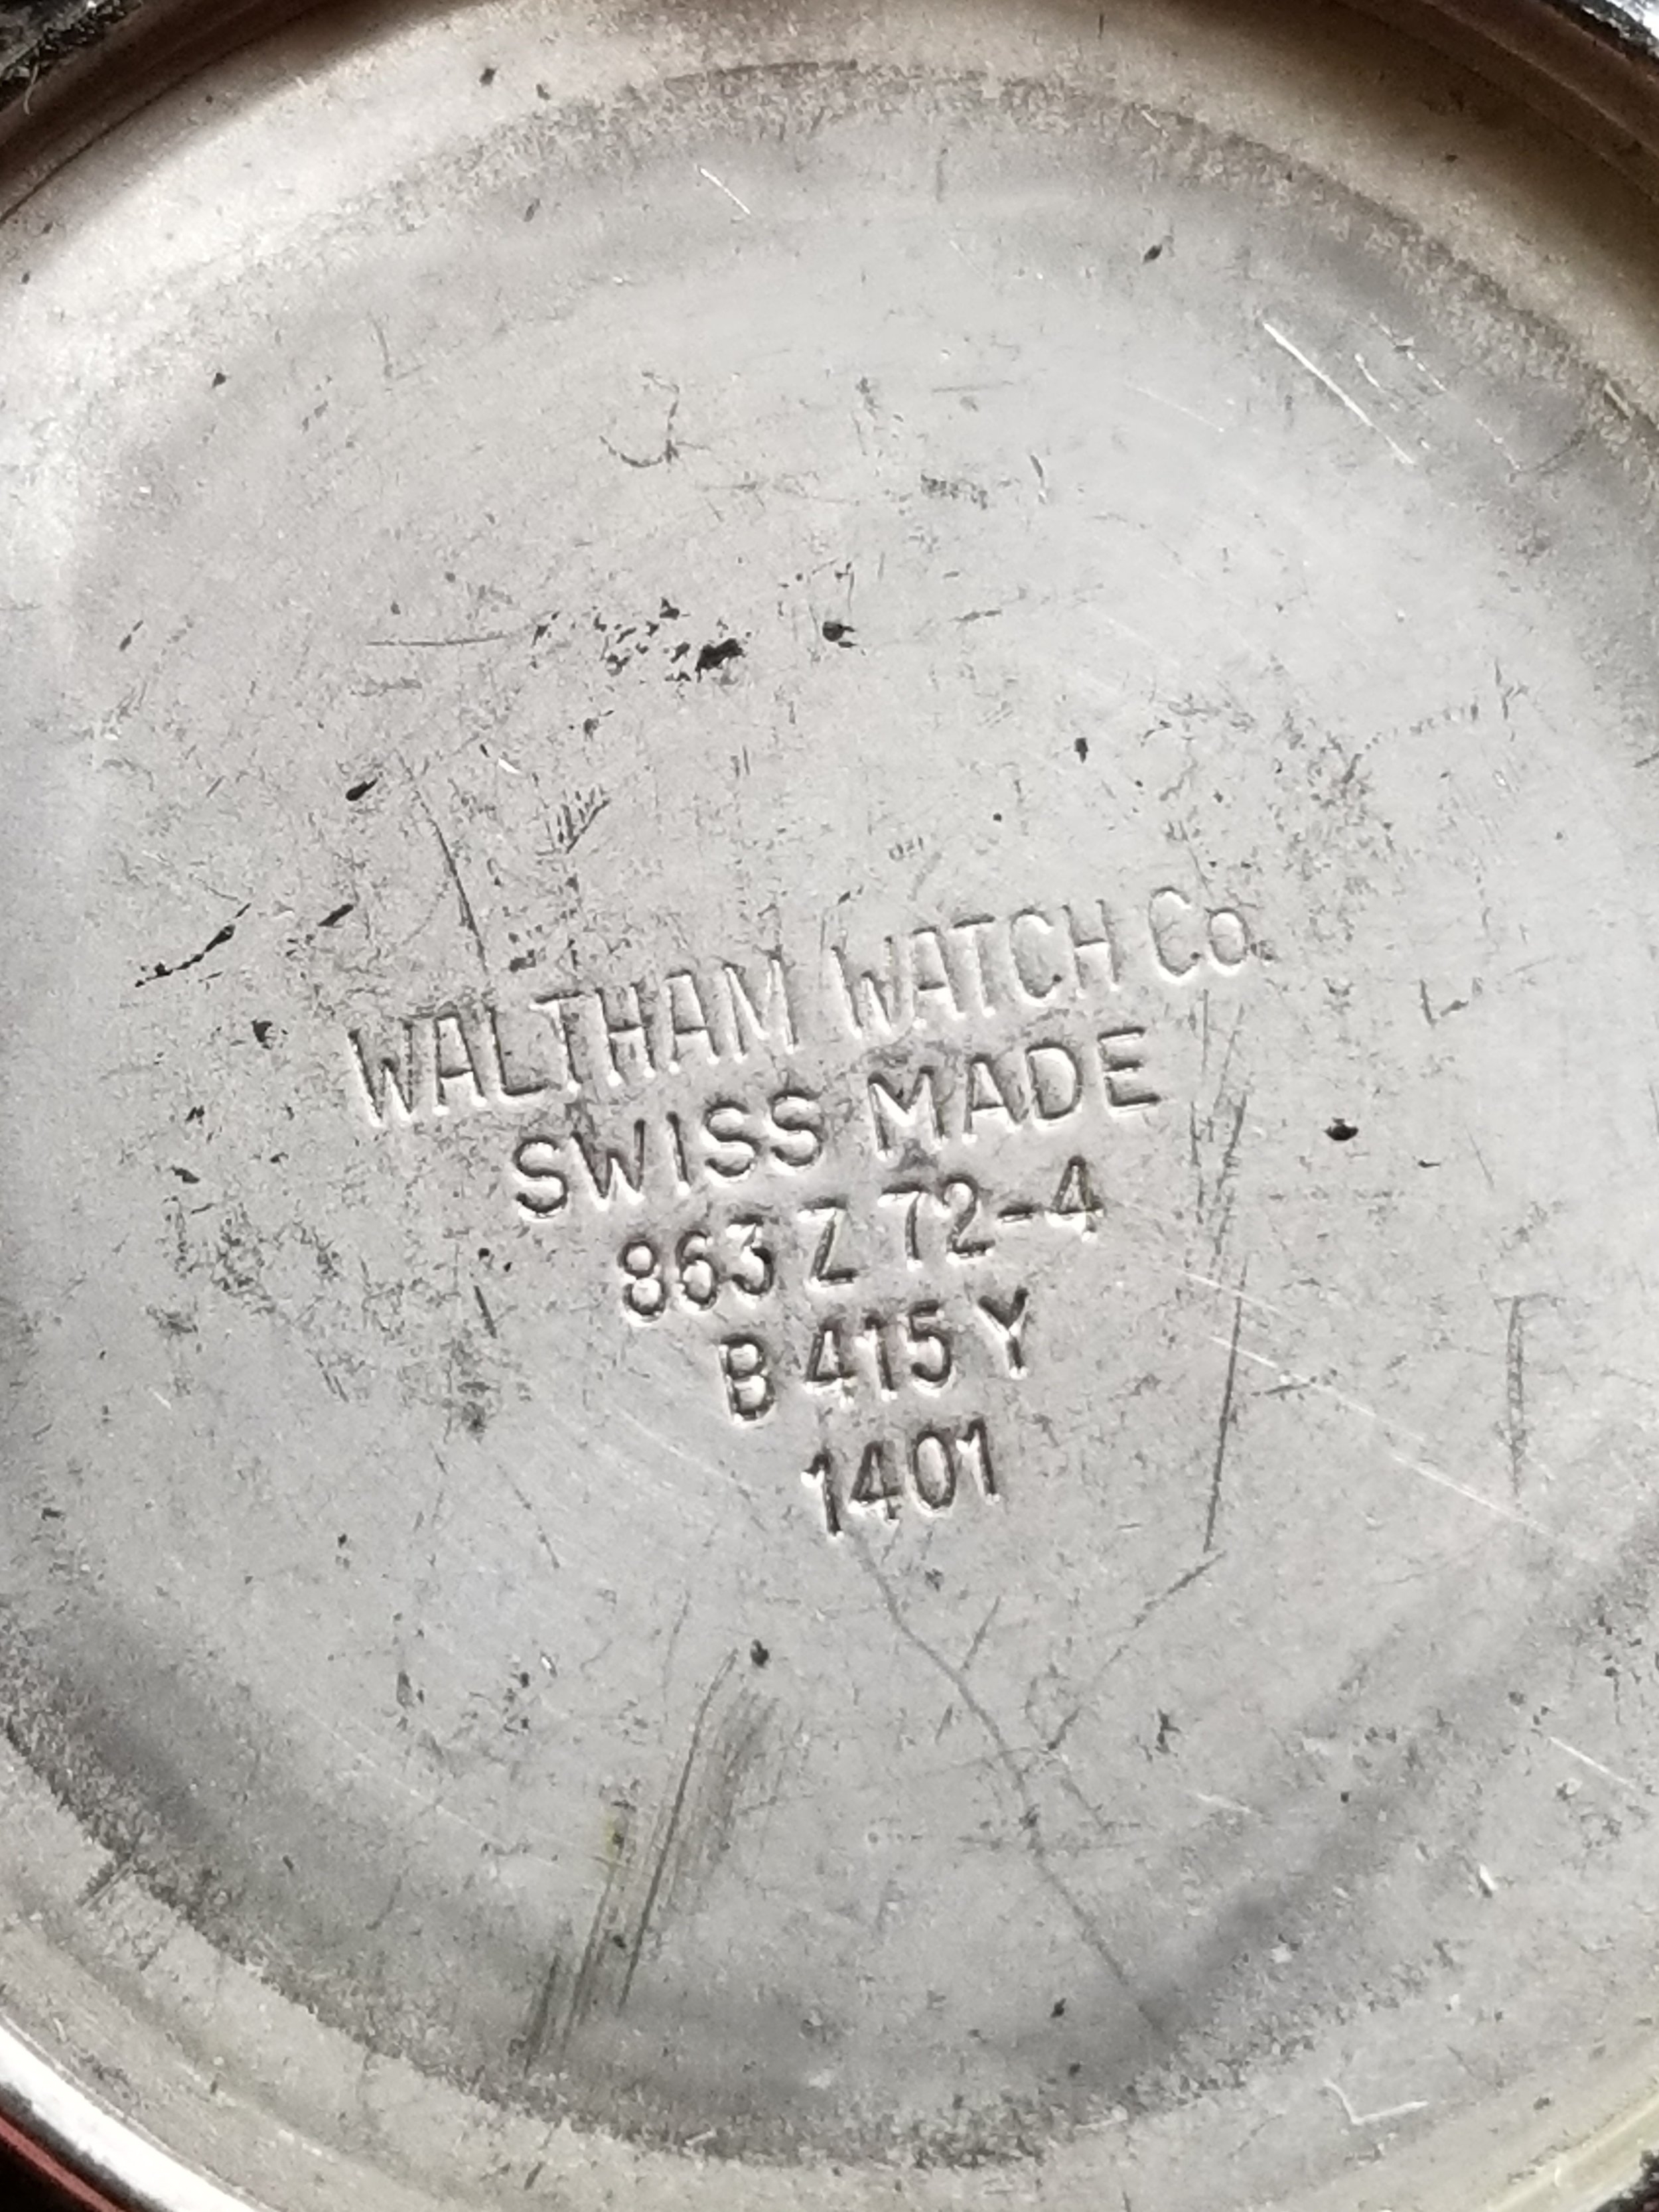 WALTHAM WATCH Co.
SWISS MADE
863 Z 72-4
B 415 Y
1401